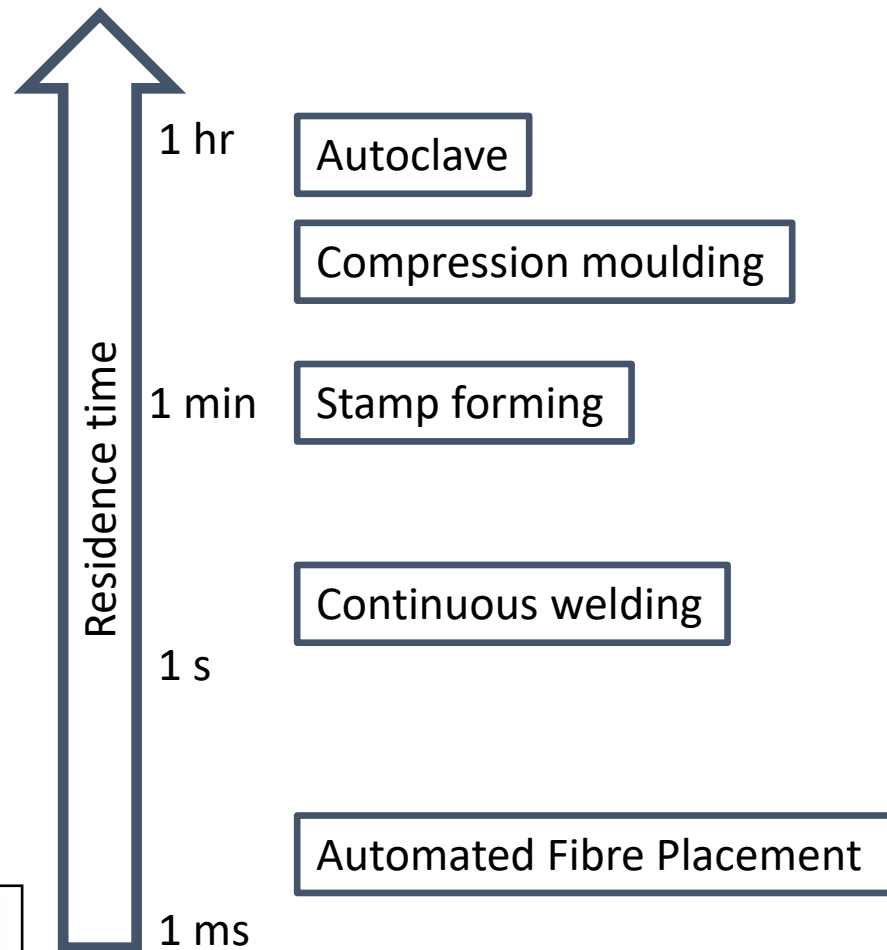 1 hr
Autoclave
Compression moulding
Residence time
1 min
Stamp forming
Continuous welding
1 s
Automated Fibre Placement
1 ms